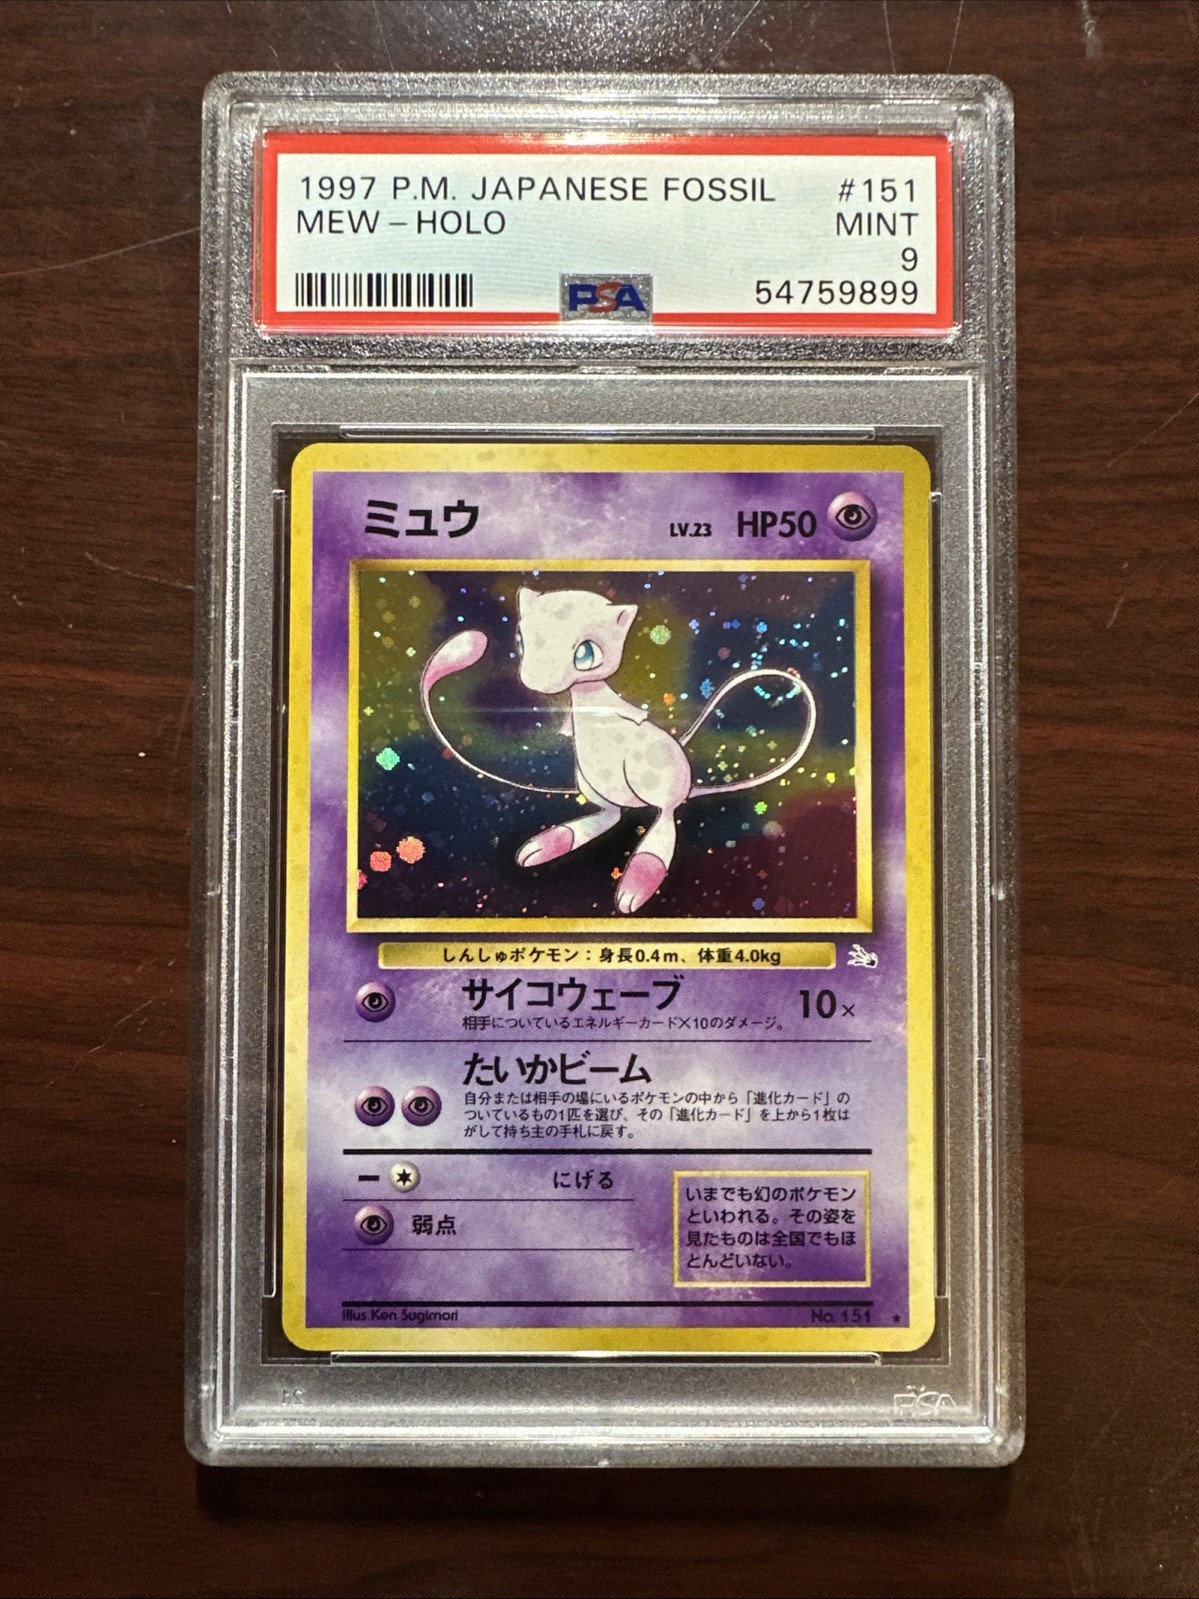 1997 P.M. JAPANESE FOSSIL #151
MEW - HOLO MINT
9
PSA 54759899
ミュウ LV.23 HP50
しんしゅポケモン：身長0.4m、体重4.0kg
サイコウェーブ 10×
相手についているエネルギーカード×10のダメージ。
たいかビーム
自分または相手の場にいるポケモンの中から「進化カード」の
ついているもの1匹を選び、その「進化カード」を上から1枚は
がして持ち主の手札に戻す。
にげる
弱点
いまでも幻のポケモン
といわれる。その姿を
見たものは全国でもほ
とんどいない。
Illus. Ken Sugimori No. 151 ★
PSA